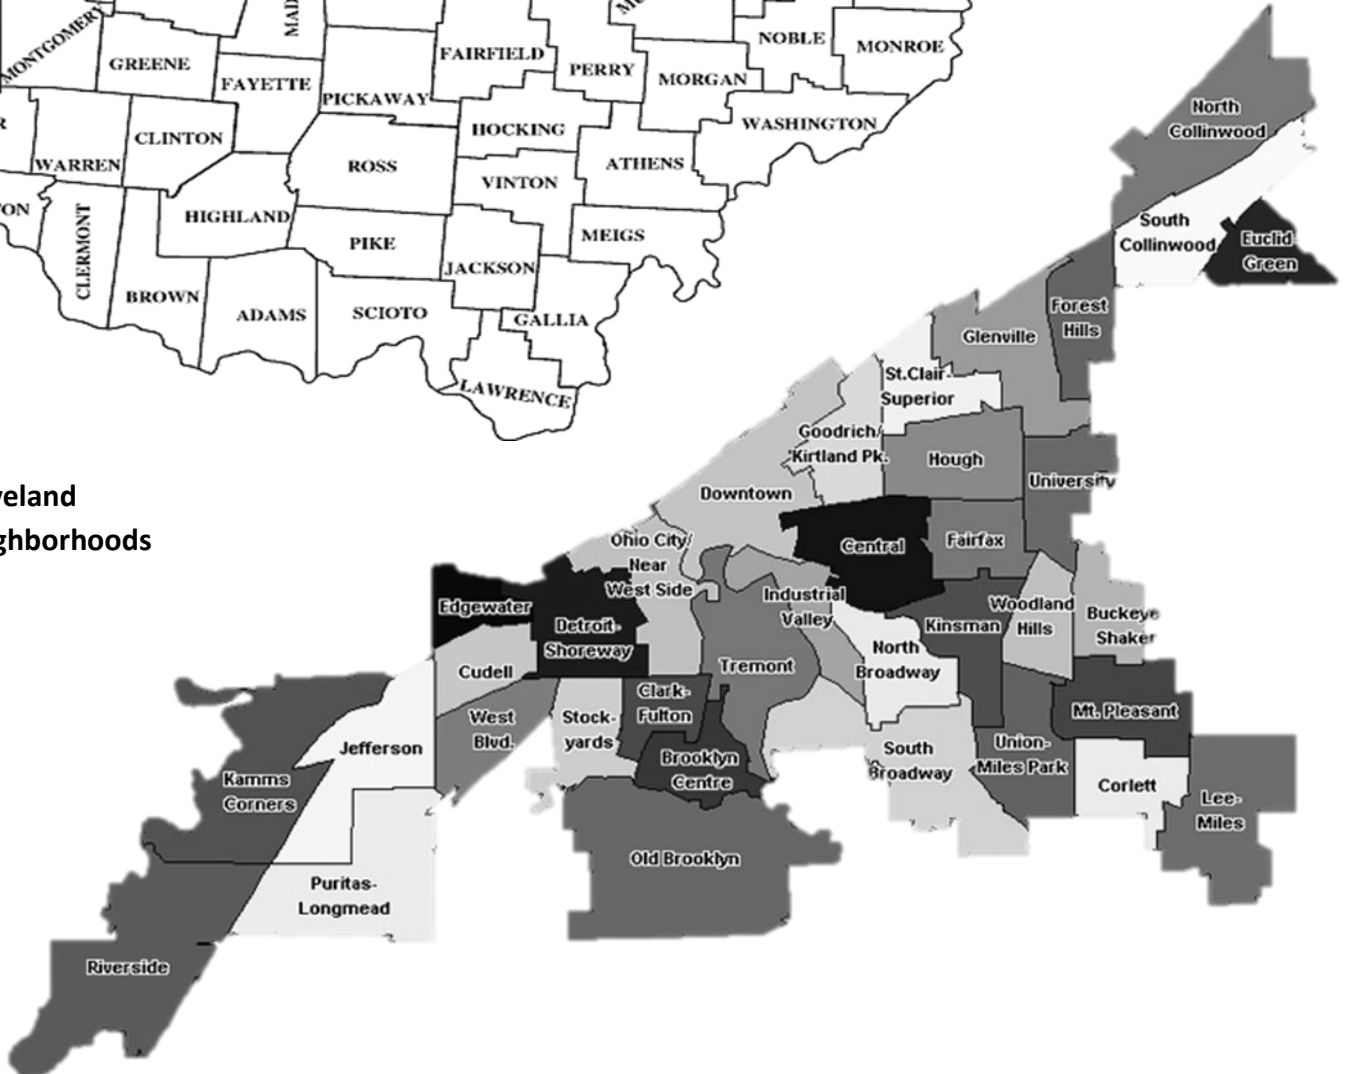 MONTGOMERY
GREENE
FAYETTE
PICKAWAY
FAIRFIELD
PERRY
MORGAN
NOBLE
MONROE
WASHINGTON
HOCKING
ATHENS
CLINTON
WARREN
ROSS
VINTON
HIGHLAND
PIKE
JACKSON
MEIGS
CLERMONT
BROWN
ADAMS
SCIOTO
GALLIA
LAWRENCE
North
Collinwood
South
Collinwood
Euclid-
Green
Forest
Hills
Glenville
St.Clair-
Superior
Goodrich/
Kirtland Pk.
Hough
University
Downtown
Central
Fairfax
Ohio City/
Near
West Side
Industrial
Valley
Woodland
Hills
Buckeye
Shaker
Kinsman
Edgewater
Detroit-
Shoreway
Cudell
Tremont
North
Broadway
Clark-
Fulton
West
Blvd.
Stock-
yards
Mt. Pleasant
Jefferson
Brooklyn
Centre
South
Broadway
Union-
Miles Park
Corlett
Kamms
Corners
Lee-
Miles
Old Brooklyn
Puritas-
Longmead
Riverside